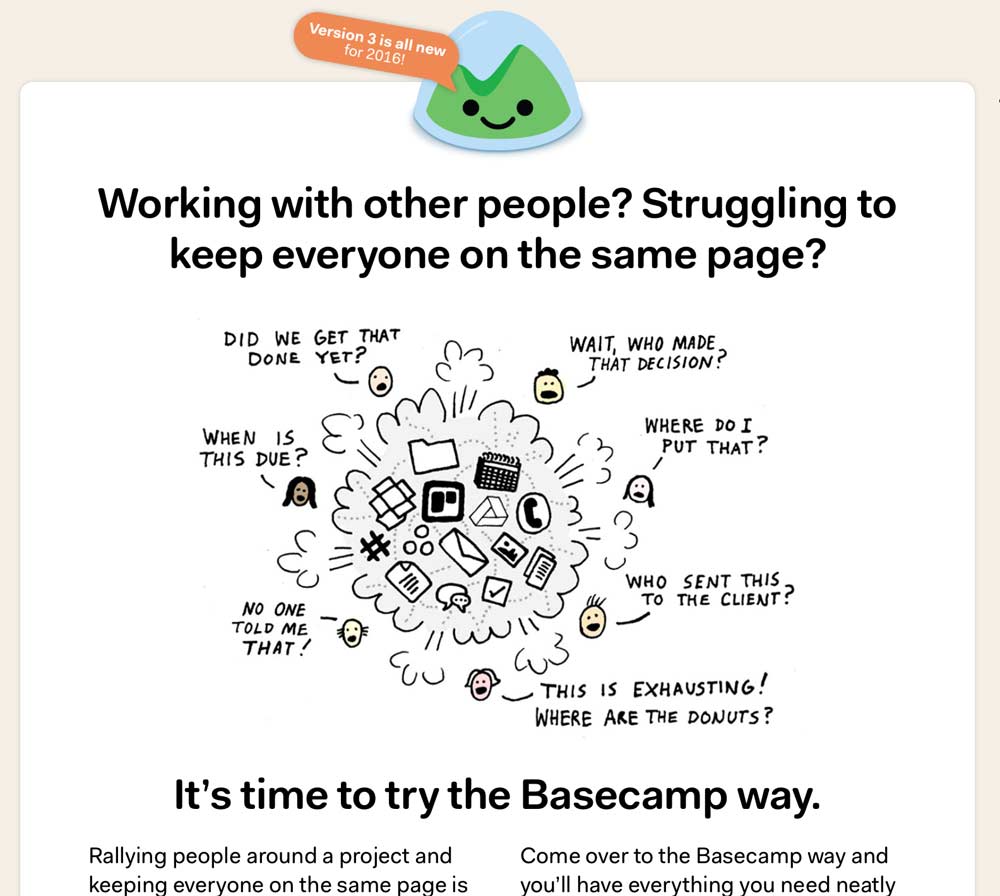 Version 3 is all new
for 2016!
Working with other people? Struggling to
keep everyone on the same page?
DID WE GET THAT
DONE YET?
WAIT, WHO MADE
THAT DECISION?
WHEN IS
THIS DUE?
WHERE DO I
PUT THAT?
WHO SENT THIS
TO THE CLIENT?
NO ONE
TOLD ME
THAT!
THIS IS EXHAUSTING!
WHERE ARE THE DONUTS?
It’s time to try the Basecamp way.
Rallying people around a project and
keeping everyone on the same page is
Come over to the Basecamp way and
you’ll have everything you need neatly